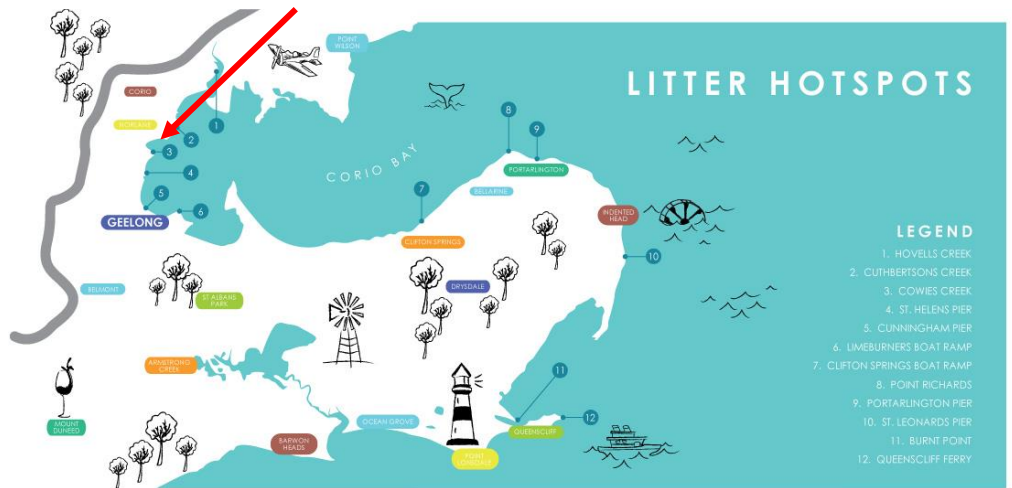 LITTER HOTSPOTS
POINT
WILSON
CORIO
NORLANE
1
2
3
4
5
6
GEELONG
CORIO BAY
7
8
9
PORTARLINGTON
BELLARINE
CLIFTON SPRINGS
INDENTED
HEAD
10
BELMONT
ST ALBANS
PARK
DRYSDALE
ARMSTRONG
CREEK
MOUNT
DUNEED
BARWON
HEADS
OCEAN GROVE
POINT
LONSDALE
11
QUEENSCLIFF
12
LEGEND
1. HOVELLS CREEK
2. CUTHBERTSONS CREEK
3. COWIES CREEK
4. ST. HELENS PIER
5. CUNNINGHAM PIER
6. LIMEBURNERS BOAT RAMP
7. CLIFTON SPRINGS BOAT RAMP
8. POINT RICHARDS
9. PORTARLINGTON PIER
10. ST. LEONARDS PIER
11. BURNT POINT
12. QUEENSCLIFF FERRY